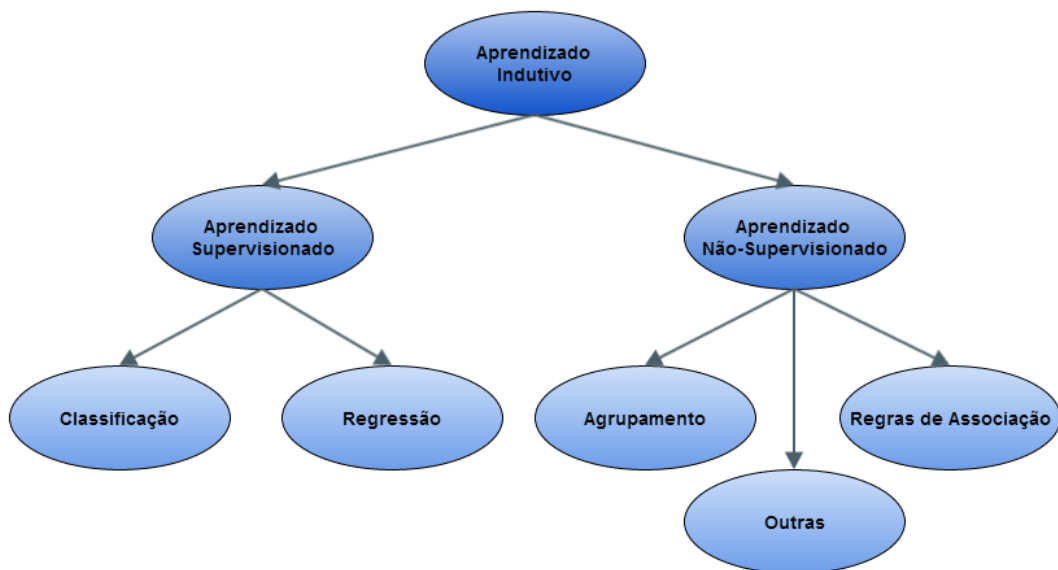 Aprendizado
Indutivo
Aprendizado
Supervisionado
Aprendizado
Não-Supervisionado
Classificação
Regressão
Agrupamento
Regras de Associação
Outras